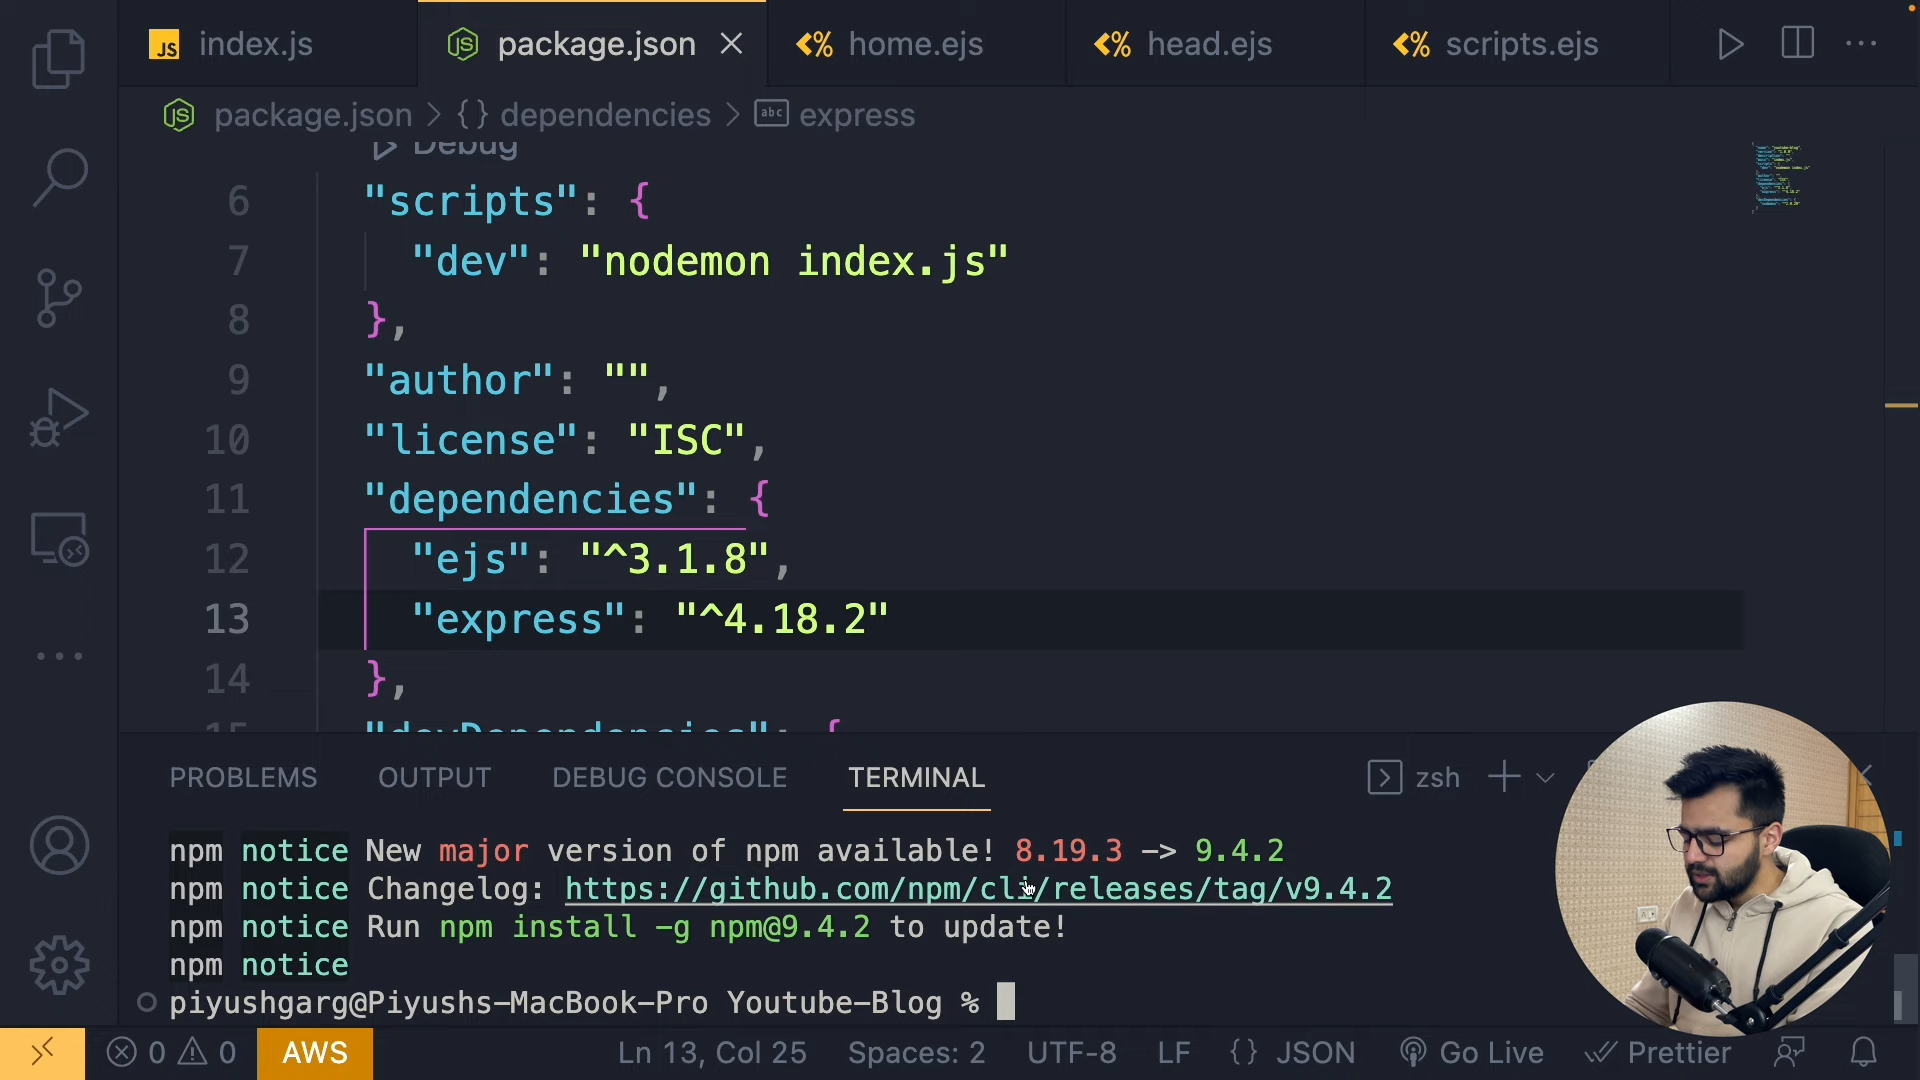 index.js
package.json
home.ejs
head.ejs
scripts.ejs
package.json > {} dependencies > abc express
Debug
6 "scripts": {
7 "dev": "nodemon index.js"
8 },
9 "author": "",
10 "license": "ISC",
11 "dependencies": {
12 "ejs": "^3.1.8",
13 "express": "^4.18.2"
14 },
15 "devDependencies": {
PROBLEMS OUTPUT DEBUG CONSOLE TERMINAL zsh
npm notice New major version of npm available! 8.19.3 -> 9.4.2
npm notice Changelog: https://github.com/npm/cli/releases/tag/v9.4.2
npm notice Run npm install -g npm@9.4.2 to update!
npm notice
piyushgarg@Piyushs-MacBook-Pro Youtube-Blog %
0 0 AWS Ln 13, Col 25 Spaces: 2 UTF-8 LF {} JSON Go Live Prettier